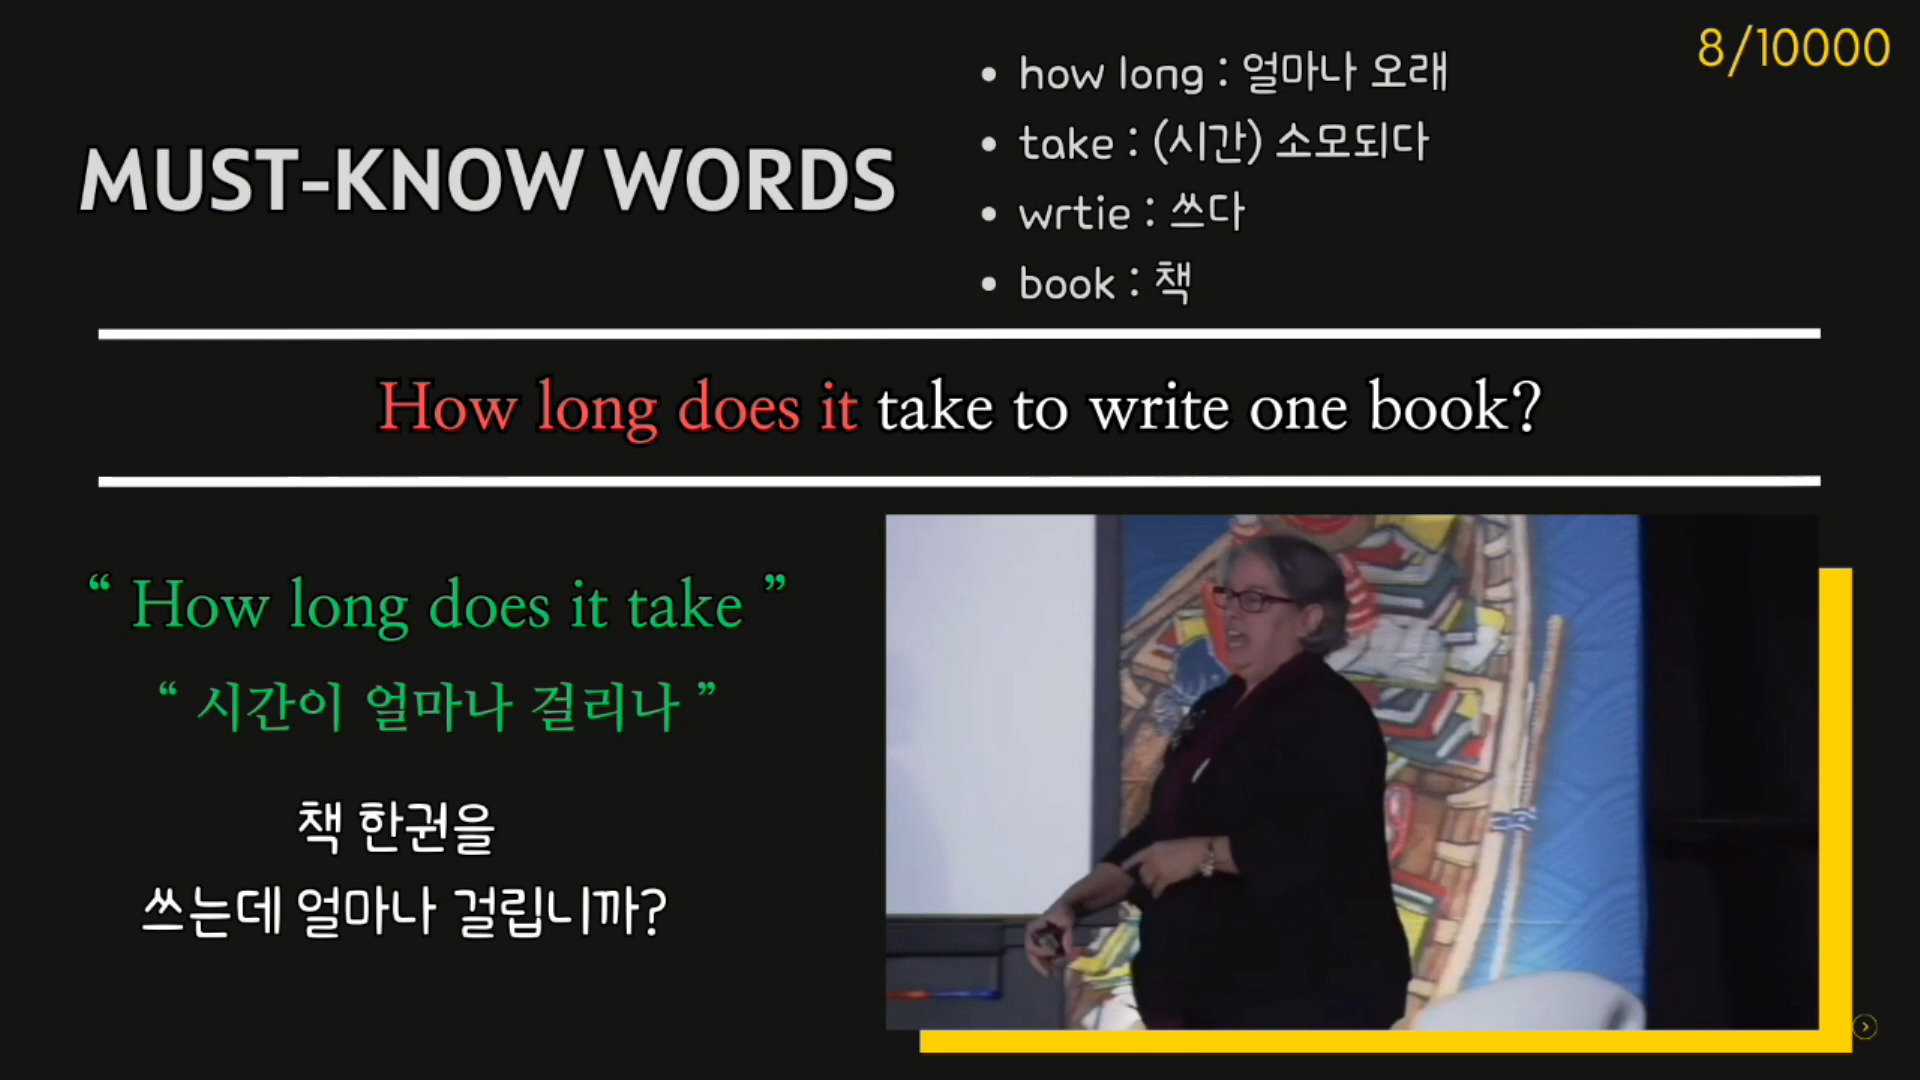 8/10000
MUST-KNOW WORDS
• how long : 얼마나 오래
• take : (시간) 소모되다
• wrtie : 쓰다
• book : 책
How long does it take to write one book?
“ How long does it take ”
“ 시간이 얼마나 걸리나 ”
책 한권을
쓰는데 얼마나 걸립니까?